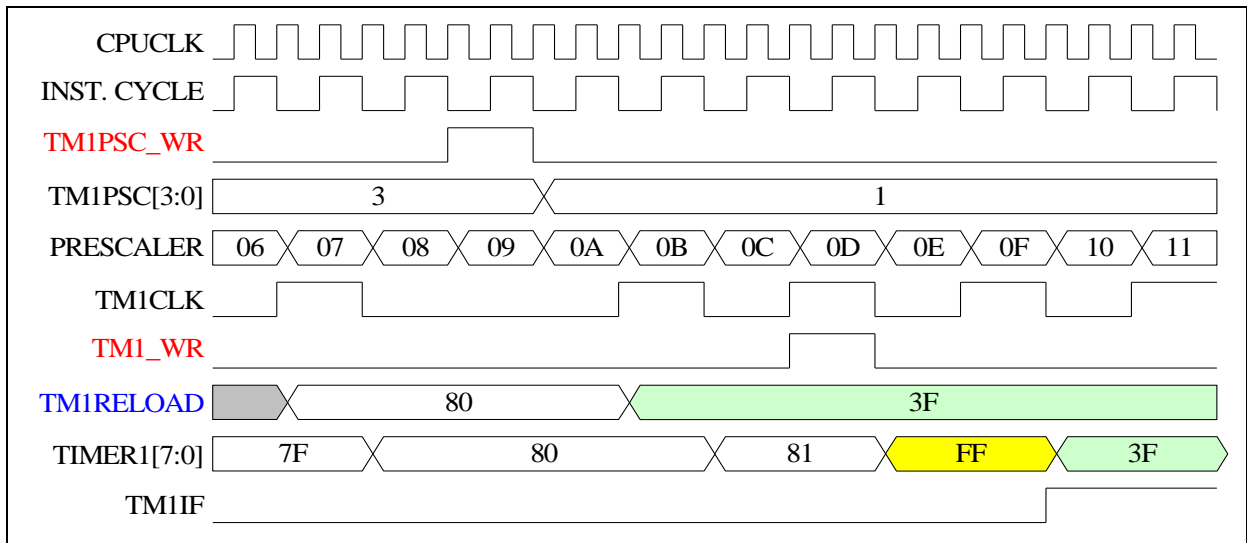 CPUCLK
INST. CYCLE
TM1PSC_WR
TM1PSC[3:0] 3 1
PRESCALER 06 07 08 09 0A 0B 0C 0D 0E 0F 10 11
TM1CLK
TM1_WR
TM1RELOAD 80 3F
TIMER1[7:0] 7F 80 81 FF 3F
TM1IF